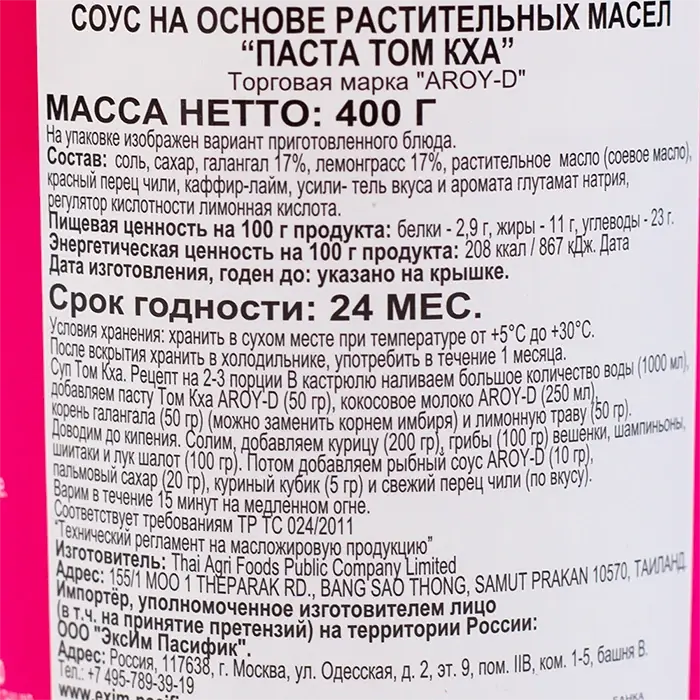 СОУС НА ОСНОВЕ РАСТИТЕЛЬНЫХ МАСЕЛ
“ПАСТА ТОМ КХА”
Торговая марка "AROY-D"
МАССА НЕТТО: 400 Г
На упаковке изображен вариант приготовленного блюда.
Состав: соль, сахар, галангал 17%, лемонграсс 17%, растительное масло (соевое масло),
красный перец чили, каффир-лайм, усили- тель вкуса и аромата глутамат натрия,
регулятор кислотности лимонная кислота.
Пищевая ценность на 100 г продукта: белки - 2,9 г, жиры - 11 г, углеводы - 23 г.
Энергетическая ценность на 100 г продукта: 208 ккал / 867 кДж. Дата
Дата изготовления, годен до: указано на крышке.
Срок годности: 24 МЕС.
Условия хранения: хранить в сухом месте при температуре от +5°С до +30°С.
После вскрытия хранить в холодильнике, употребить в течение 1 месяца.
Суп Том Кха. Рецепт на 2-3 порции В кастрюлю наливаем большое количество воды (1000 мл),
добавляем пасту Том Кха AROY-D (50 гр), кокосовое молоко AROY-D (250 мл),
корень галангала (50 гр) (можно заменить корнем имбиря) и лимонную траву (50 гр).
Доводим до кипения. Солим, добавляем курицу (200 гр), грибы (100 гр) вешенки, шампиньоны,
шиитаки и лук шалот (100 гр). Потом добавляем рыбный соус AROY-D (10 гр),
пальмовый сахар (20 гр), куриный кубик (5 гр) и свежий перец чили (по вкусу).
Варим в течение 15 минут на медленном огне.
Соответствует требованиям ТР ТС 024/2011
“Технический регламент на масложировую продукцию”
Изготовитель: Thai Agri Foods Public Company Limited
Адрес: 155/1 MOO 1 THEPARAK RD., BANG SAO THONG, SAMUT PRAKAN 10570, ТАИЛАНД.
Импортёр, уполномоченное изготовителем лицо
(в т.ч. на принятие претензий) на территории России:
ООО "ЭксИм Пасифик".
Адрес: Россия, 117638, г. Москва, ул. Одесская, д. 2, эт. 9, пом. IIВ, ком. 1-5, башня В.
Тел.: +7 495-789-39-19